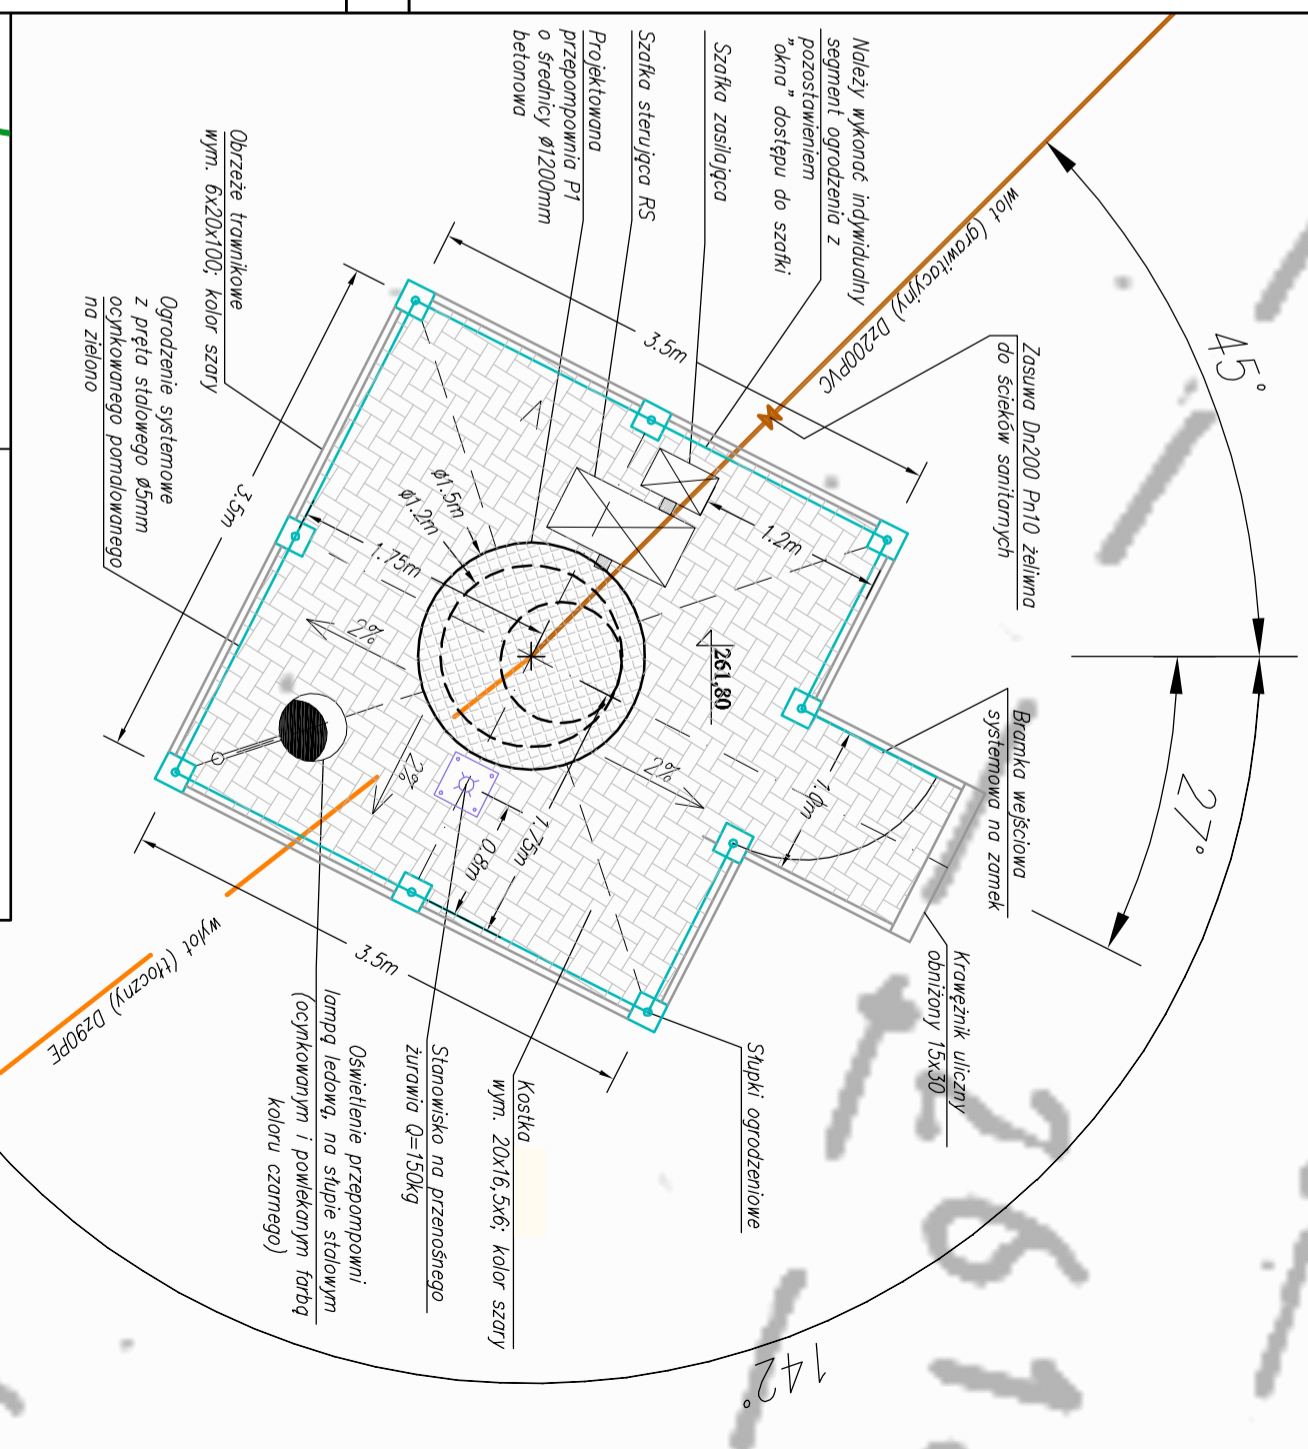 Należy wykonać indywidualny
segment ogrodzenia z
pozostawieniem
"okna" dostępu do szafki
Szafka zasilająca
Szafka sterująca RS
Projektowana
przepompownia P1
o średnicy ø1200mm
betonowa
Obrzeże trawnikowe
wym. 6x20x100; kolor szary
Ogrodzenie systemowe
z pręta stalowego ø5mm
ocynkowanego pomalowanego
na zielono
wlot (grawitacyjny) Dz200PVC
45°
Zasuwa Dn200 Pn10 żeliwna
do ścieków sanitarnych
27°
Bramka wejściowa
systemowa na zamek
Krawężnik uliczny
obniżony 15x30
3.5m
3.5m
3.5m
1.2m
ø1.5m
ø1.2m
1.75m
2%
2%
2%
261,80
1.0m
1.75m
0.8m
wylot (tłoczny) Dz90PE
Słupki ogrodzeniowe
Kostka
wym. 20x16,5x6; kolor szary
Stanowisko na przenośnego
żurawia Q=150kg
Oświetlenie przepompowni
lampą ledową, na słupie stalowym
(ocynkowanym i powlekanym farbą
koloru czarnego)
142°
261